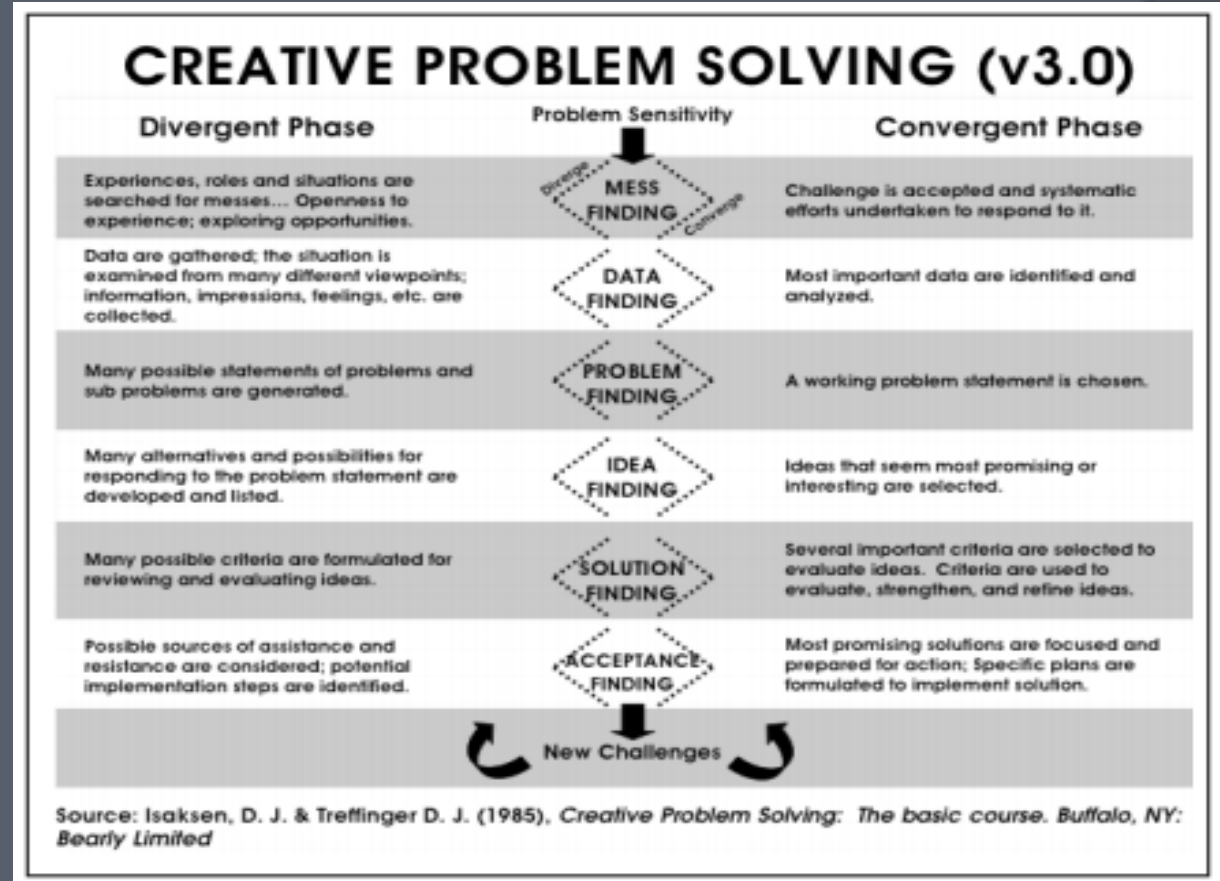 CREATIVE PROBLEM SOLVING (v3.0)
Divergent Phase
Problem Sensitivity
Convergent Phase
Experiences, roles and situations are
searched for messes... Openness to
experience; exploring opportunities.
Diverge
MESS
FINDING
Converge
Challenge is accepted and systematic
efforts undertaken to respond to it.
Data are gathered; the situation is
examined from many different viewpoints;
information, impressions, feelings, etc. are
collected.
DATA
FINDING
Most important data are identified and
analyzed.
Many possible statements of problems and
sub problems are generated.
PROBLEM
FINDING
A working problem statement is chosen.
Many alternatives and possibilities for
responding to the problem statement are
developed and listed.
IDEA
FINDING
Ideas that seem most promising or
interesting are selected.
Many possible criteria are formulated for
reviewing and evaluating ideas.
SOLUTION
FINDING
Several important criteria are selected to
evaluate ideas. Criteria are used to
evaluate, strengthen, and refine ideas.
Possible sources of assistance and
resistance are considered; potential
implementation steps are identified.
ACCEPTANCE
FINDING
Most promising solutions are focused and
prepared for action; Specific plans are
formulated to implement solution.
New Challenges
Source: Isaksen, D. J. & Treffinger D. J. (1985), Creative Problem Solving: The basic course. Buffalo, NY:
Bearly Limited